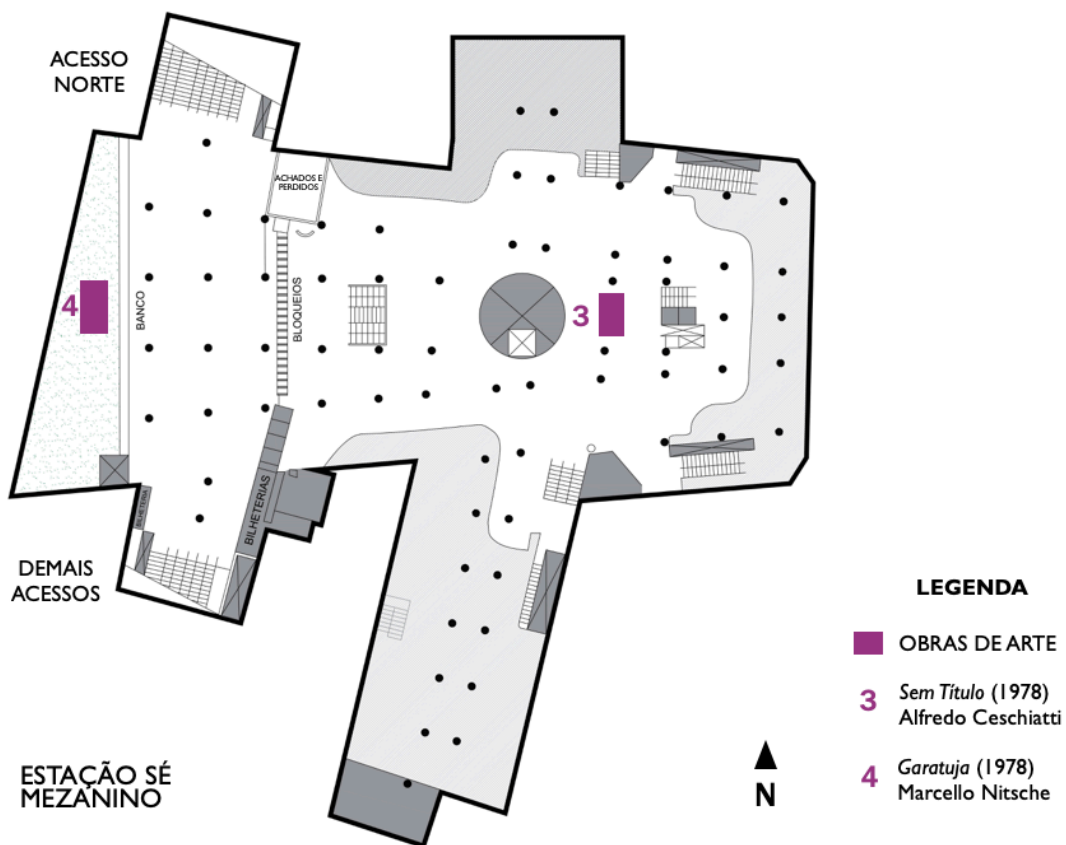 ACESSO
NORTE
ACHADOS E
PERDIDOS
4
BANCO
BLOQUEIOS
3
BILHETERIA
BILHETERIAS
DEMAIS
ACESSOS
ESTAÇÃO SÉ
MEZANINO
N
LEGENDA
OBRAS DE ARTE
3 Sem Título (1978)
Alfredo Ceschiatti
4 Garatuja (1978)
Marcello Nitsche